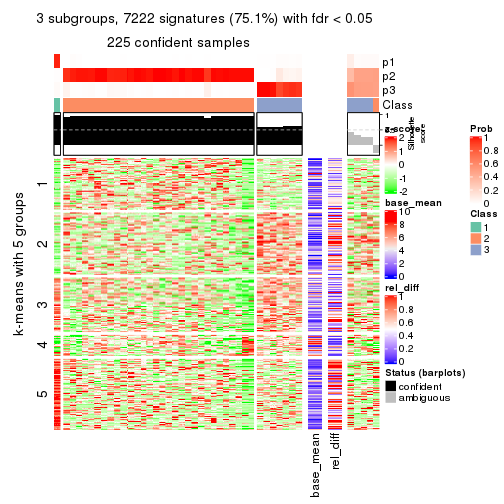 3 subgroups, 7222 signatures (75.1%) with fdr < 0.05
225 confident samples
p1
p2
p3
Class
1
Silhouette
score
k-means with 5 groups
1
2
3
4
5
base_mean
rel_diff
z-score
2
1
0
-1
-2
base_mean
10
8
6
4
2
0
rel_diff
1
0.8
0.6
0.4
0.2
0
Status (barplots)
confident
ambiguous
Prob
1
0.8
0.6
0.4
0.2
0
Class
1
2
3